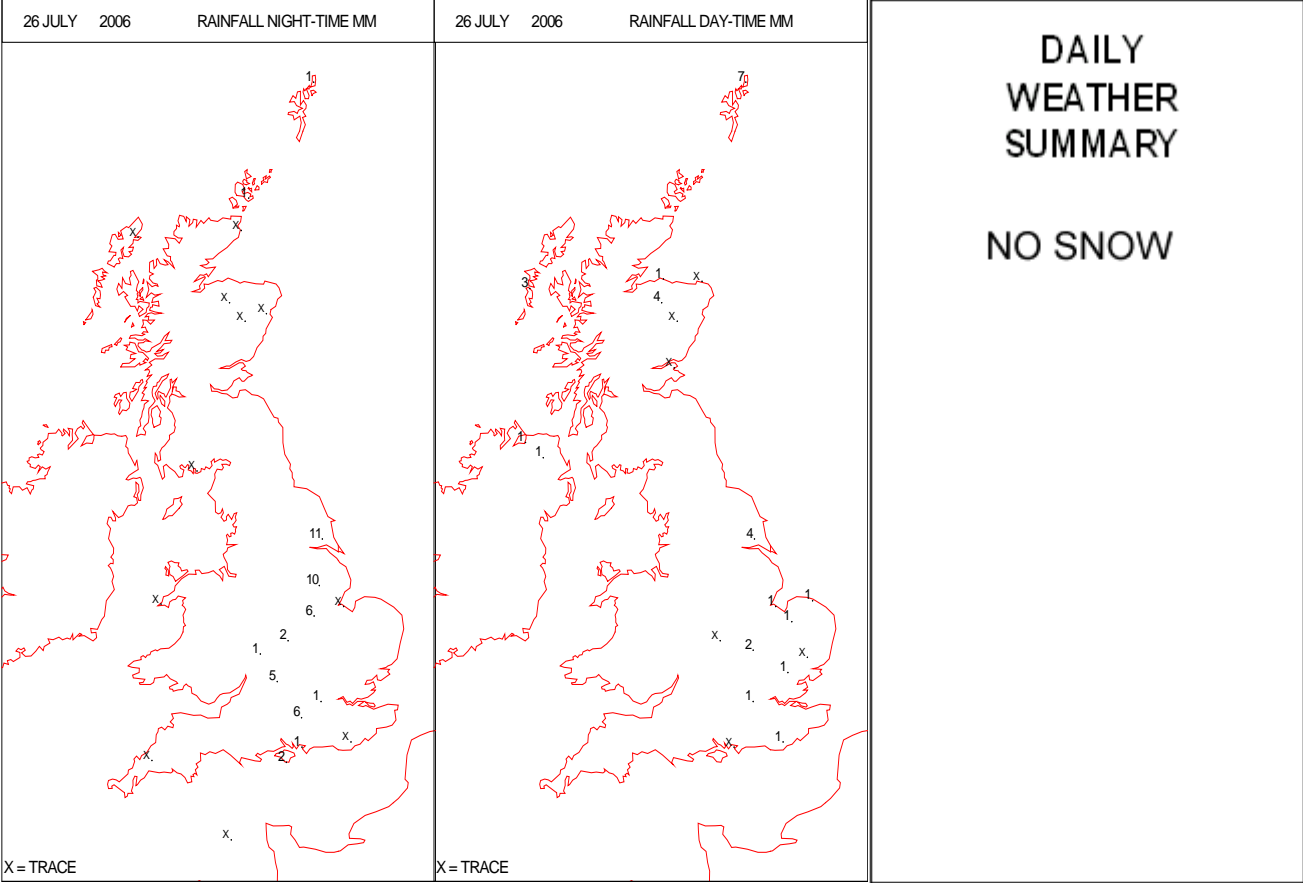 26 JULY 2006 RAINFALL NIGHT-TIME MM
1
1.
X.
X.
X.
X.
X.
X.
11.
10.
X.
X.
6.
2.
1.
5.
1.
6.
X.
1.
X.
2.
X.
X = TRACE
26 JULY 2006 RAINFALL DAY-TIME MM
7
1.
X.
3.
4.
X.
X.
1.
1.
4.
1.
1.
1.
X.
2.
X.
1.
1.
1.
X.
X = TRACE
DAILY
WEATHER
SUMMARY
NO SNOW